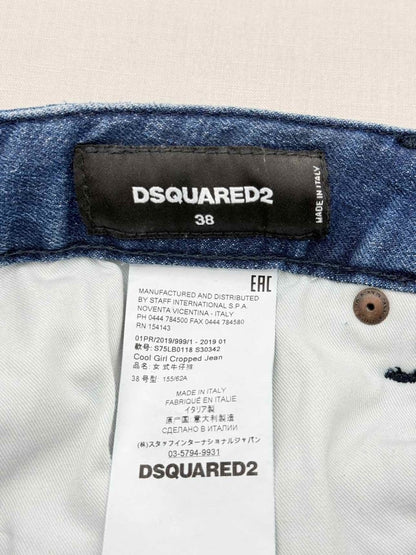 DSQUARED2
38
MADE IN ITALY
EAC
MANUFACTURED AND DISTRIBUTED
BY STAFF INTERNATIONAL S.P.A.
NOVENTA VICENTINA - ITALY
PH 0444 784500 FAX 0444 784580
RN 154143
01PR/2019/999/1 - 2019 01
款号: S75LB0118 S30342
Cool Girl Cropped Jean
品名: 女式牛仔裤
38 号型 155/62A
MADE IN ITALY
FABRIQUÉ EN ITALIE
イタリア製
原产国: 意大利製造
СДЕЛАНО В ИТАЛИИ
(株)スタッフインターナショナルジャパン
03-5794-9931
DSQUARED2